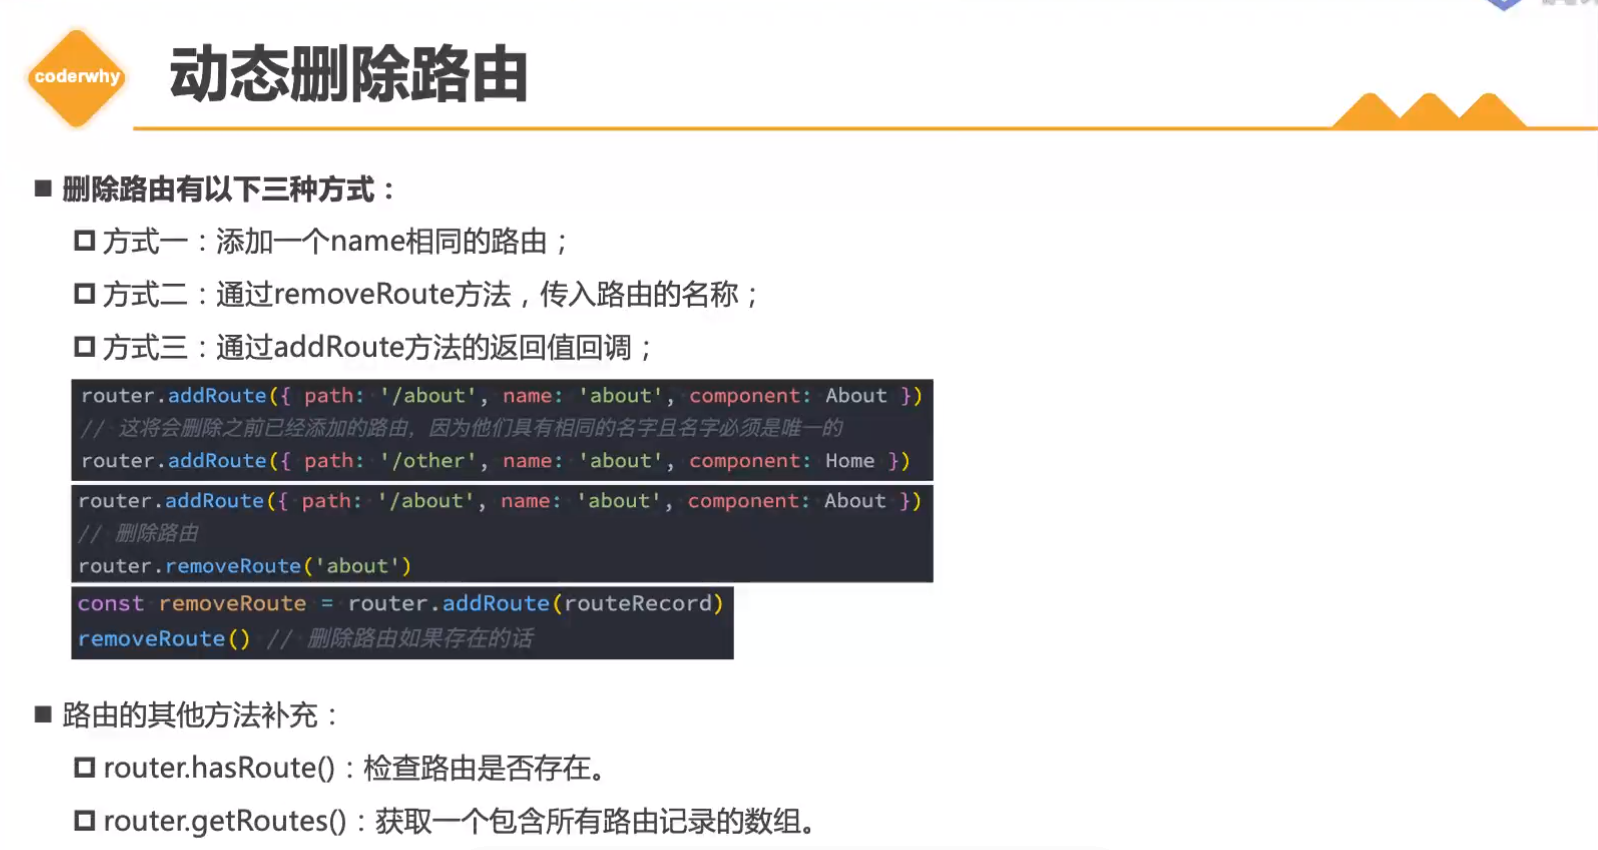 coderwhy
动态删除路由
删除路由有以下三种方式：
方式一：添加一个name相同的路由；
方式二：通过removeRoute方法，传入路由的名称；
方式三：通过addRoute方法的返回值回调；
router.addRoute({ path: '/about', name: 'about', component: About })
// 这将会删除之前已经添加的路由，因为他们具有相同的名字且名字必须是唯一的
router.addRoute({ path: '/other', name: 'about', component: Home })
router.addRoute({ path: '/about', name: 'about', component: About })
// 删除路由
router.removeRoute('about')
const removeRoute = router.addRoute(routeRecord)
removeRoute() // 删除路由如果存在的话
路由的其他方法补充：
router.hasRoute()：检查路由是否存在。
router.getRoutes()：获取一个包含所有路由记录的数组。